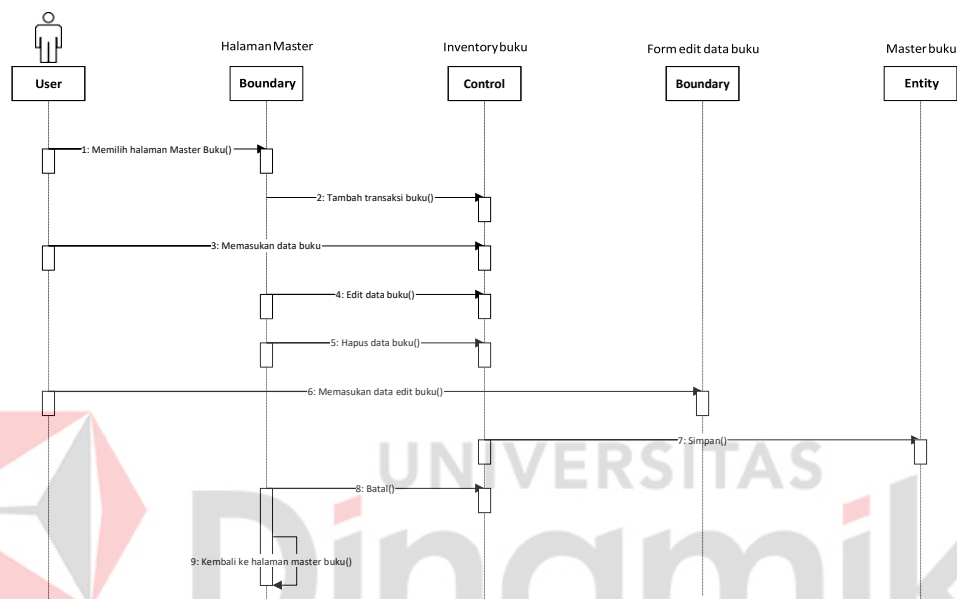 Halaman Master
Inventory buku
Form edit data buku
Master buku
User
Boundary
Control
Boundary
Entity
1: Memilih halaman Master Buku()
2: Tambah transaksi buku()
3: Memasukan data buku
4: Edit data buku()
5: Hapus data buku()
6: Memasukan data edit buku()
7: Simpan()
UNIVERSITAS
8: Batal()
Dinamik
9: Kembali ke halaman master buku()